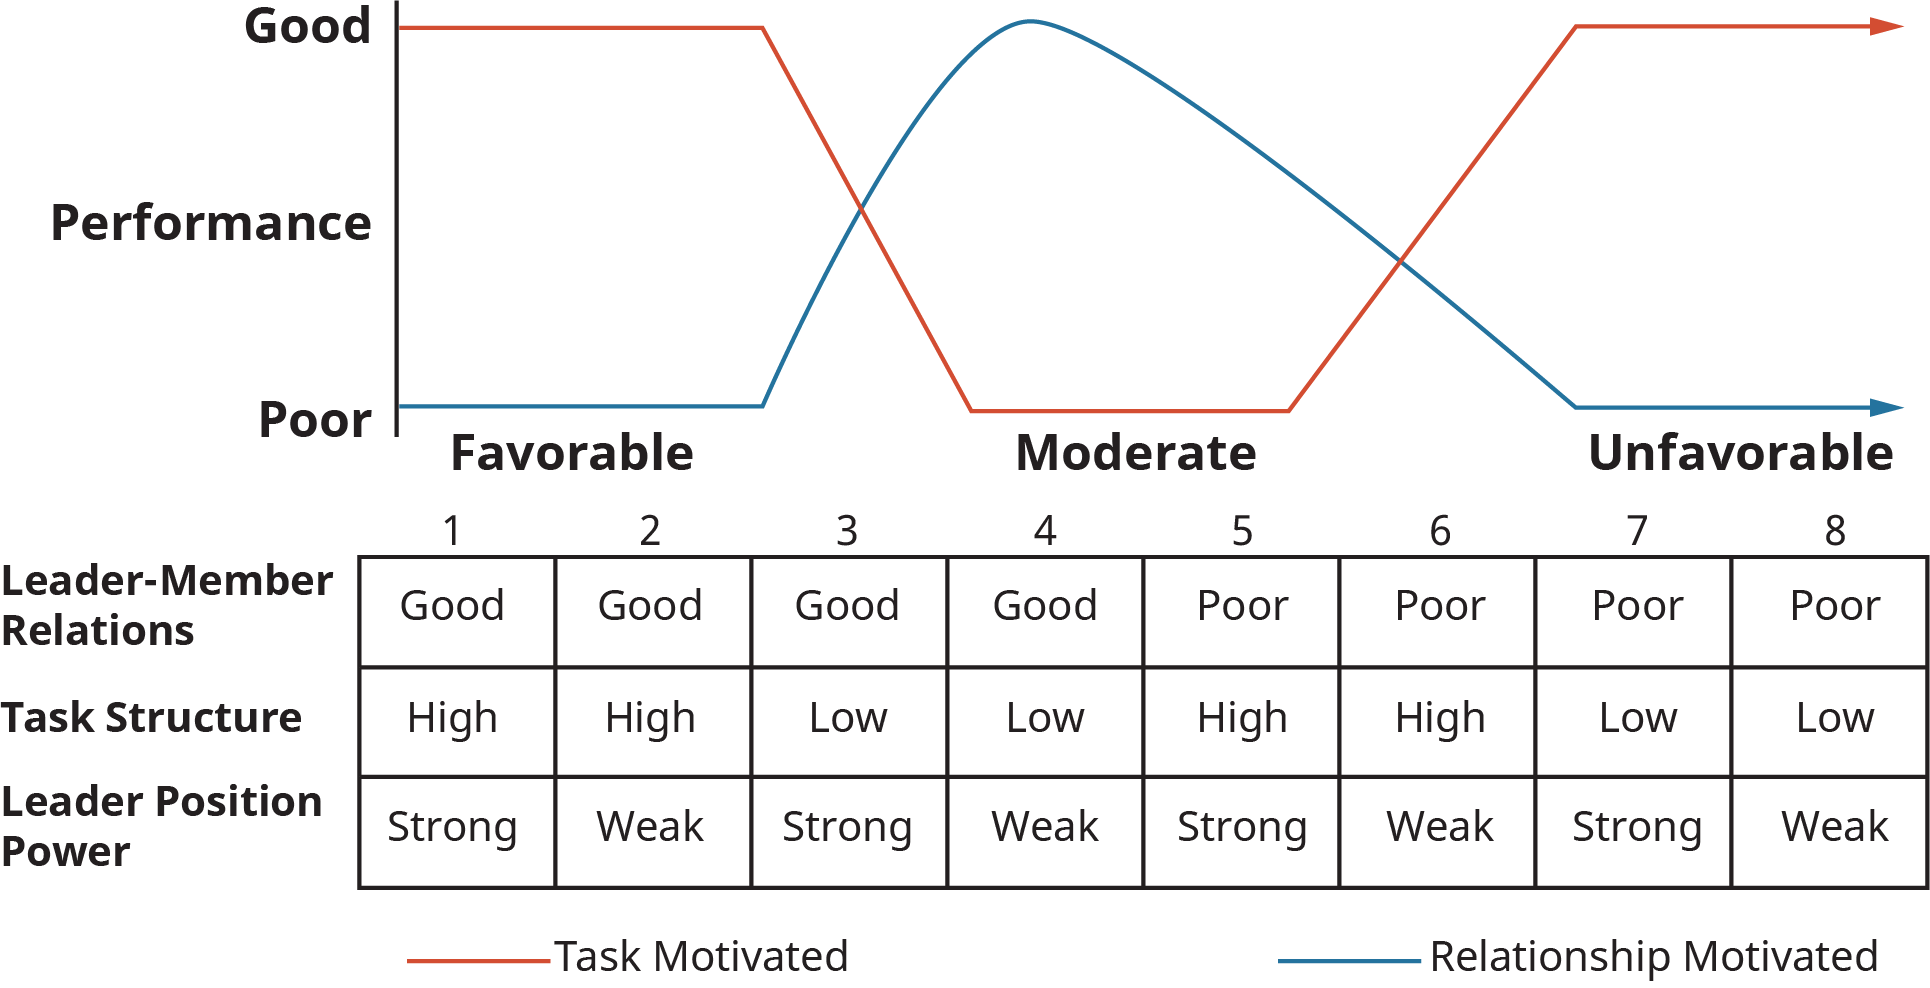 Good
Performance
Poor
Favorable Moderate Unfavorable
1 2 3 4 5 6 7 8
Leader-Member
Relations
Good Good Good Good Poor Poor Poor Poor
Task Structure
High High Low Low High High Low Low
Leader Position
Power
Strong Weak Strong Weak Strong Weak Strong Weak
Task Motivated Relationship Motivated